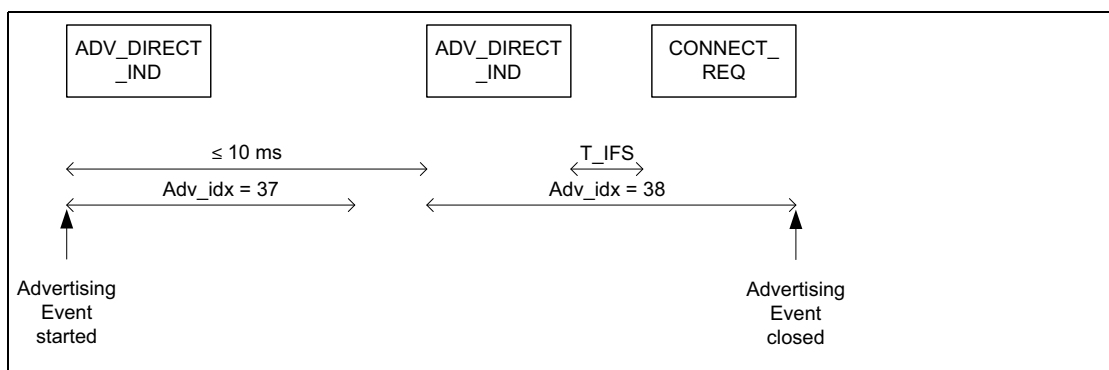 ADV_DIRECT
_IND
ADV_DIRECT
_IND
CONNECT_
REQ
≤ 10 ms
T_IFS
Adv_idx = 37
Adv_idx = 38
Advertising
Event
started
Advertising
Event
closed